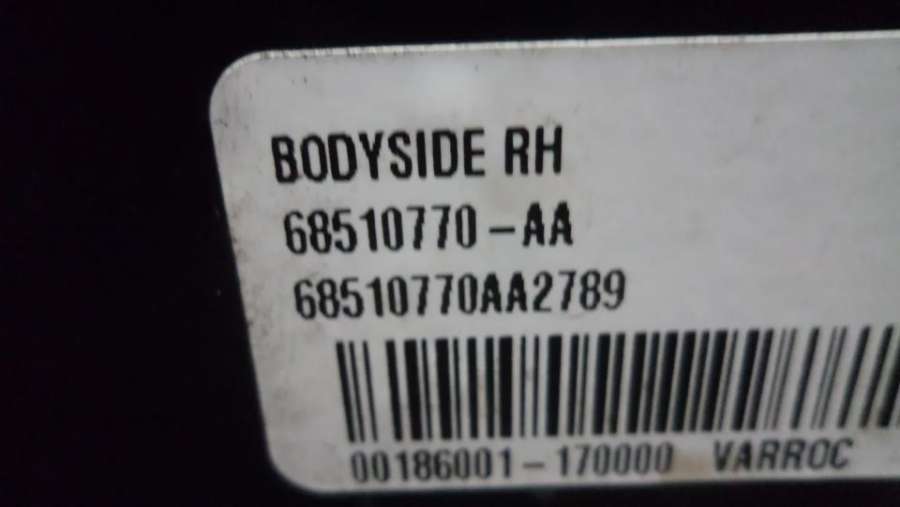 BODYSIDE RH
68510770-AA
68510770AA2789
00186001-170000 VARROC